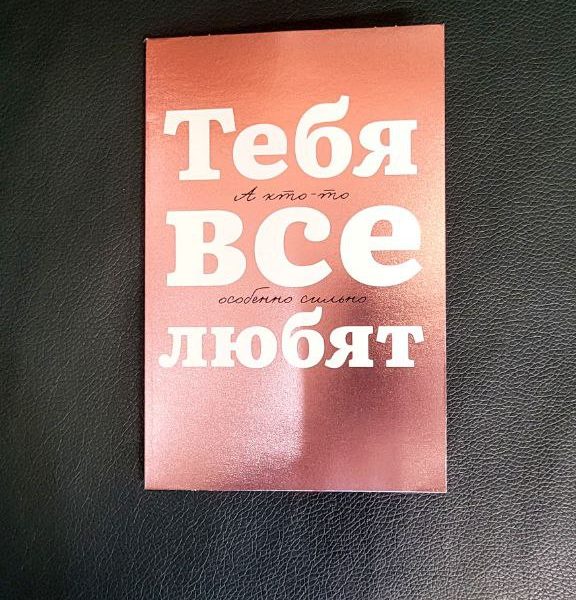 Тебя
А кто-то
все
особенно сильно
любят